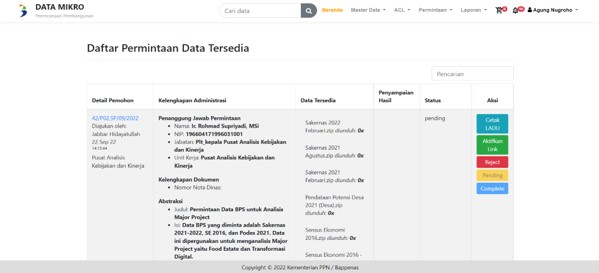 DATA MIKRO
Perencanaan Pembangunan
Cari data
Beranda
Master Data
ACL
Permintaan
Laporan
Agung Nugroho
Daftar Permintaan Data Tersedia
Pencarian
Detail Pemohon
Kelengkapan Administrasi
Data Tersedia
Penyampaian Hasil
Status
Aksi
42/P02.SP/09/2022
Diajukan oleh:
Jabbar Hidayatullah
22 Sep 22
14:13:44
Pusat Analisis
Kebijakan dan Kinerja
Penanggung Jawab Permintaan
Nama: Ir. Rohmad Supriyadi, MSi
NIP: 196604171996031001
Jabatan: Plt_kepala Pusat Analisis Kebijakan
dan Kinerja
Unit Kerja: Pusat Analisis Kebijakan dan
Kinerja
Kelengkapan Dokumen
Nomor Nota Dinas:
Abstraksi
Judul: Permintaan Data BPS untuk Analisis
Major Project
Isi: Data BPS yang diminta adalah Sakernas
2021-2022, SE 2016, dan Podes 2021. Data
ini dipergunakan untuk menganalisis Major
Project yaitu Food Estate dan Transformasi
Digital.
Sakernas 2022
Februari.zip diunduh: 0x
Sakernas 2021
Agustus.zip diunduh: 0x
Sakernas 2021
Februari.zip diunduh: 0x
Pendataan Potensi Desa
2021 (Desa).zip
diunduh: 0x
Sensus Ekonomi
2016.zip diunduh: 0x
Sensus Ekonomi 2016 -
pending
Cetak
LADU
Aktifkan
Link
Reject
Pending
Complete
Copyright © 2022 Kementerian PPN / Bappenas